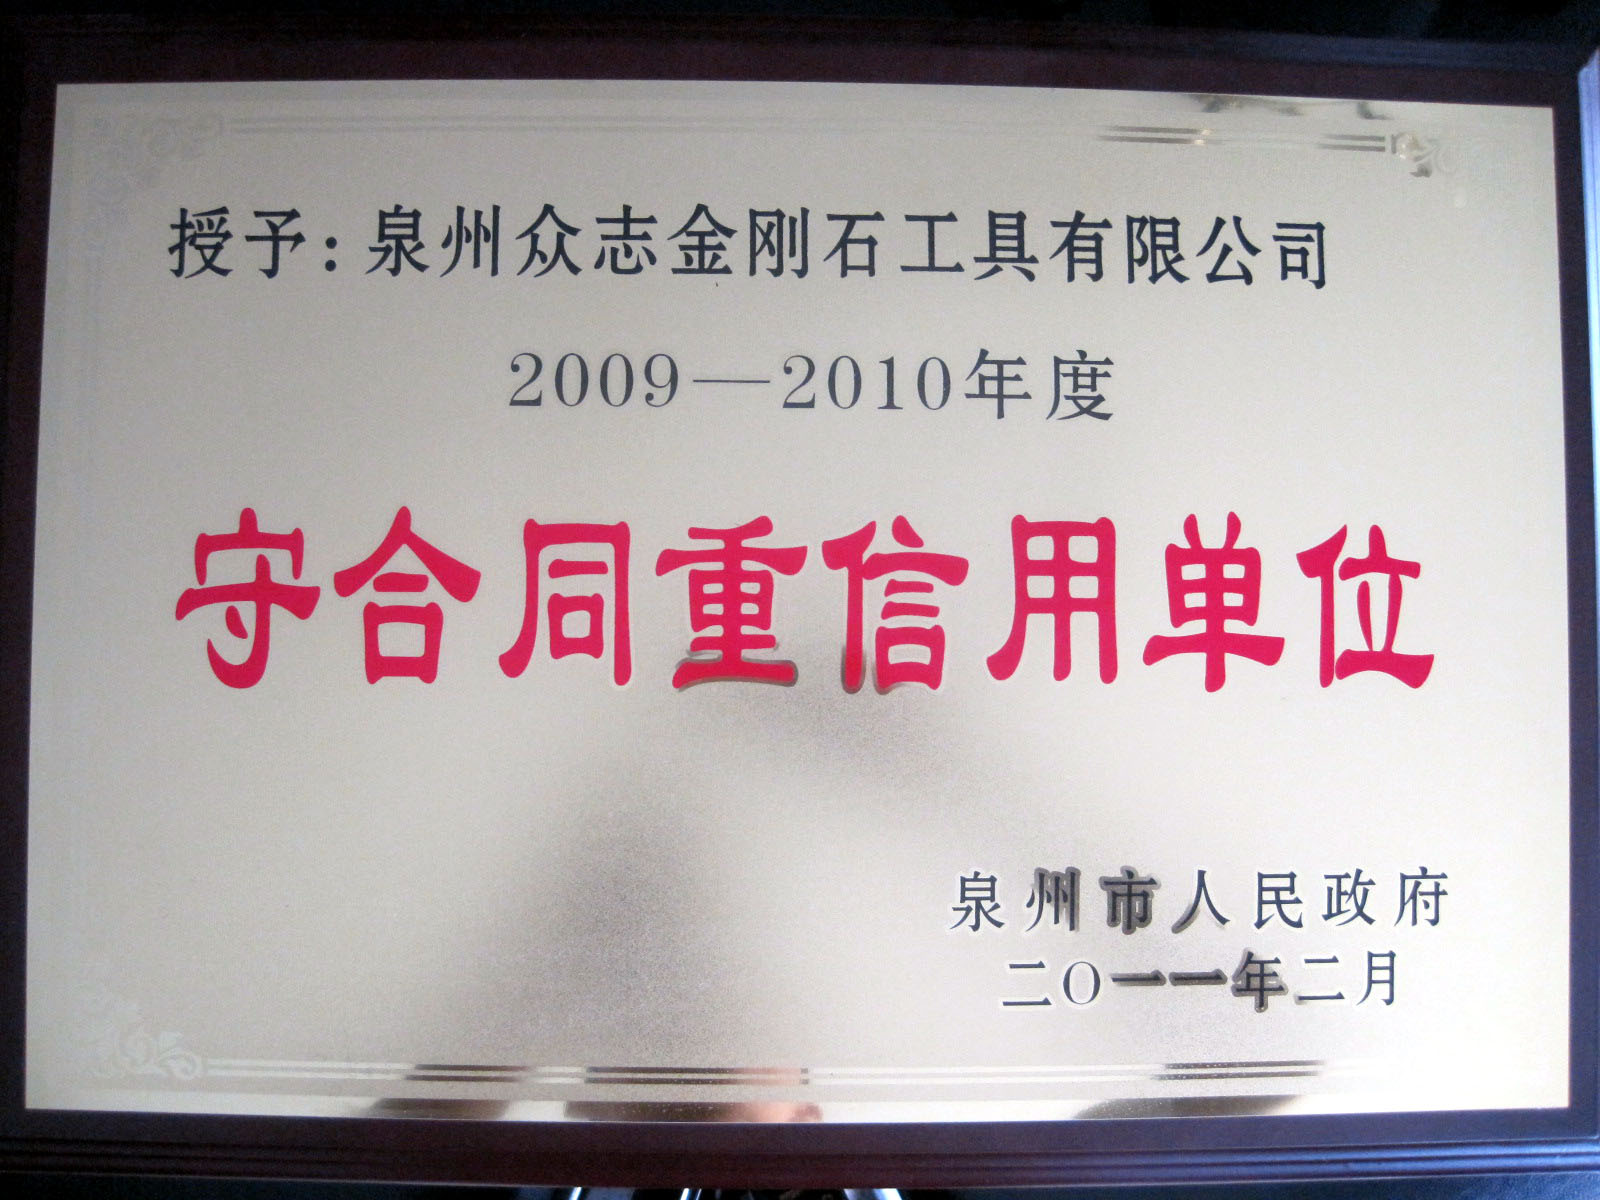 授予：泉州众志金刚石工具有限公司
2009—2010年度
守合同重信用单位
泉州市人民政府
二〇一一年二月